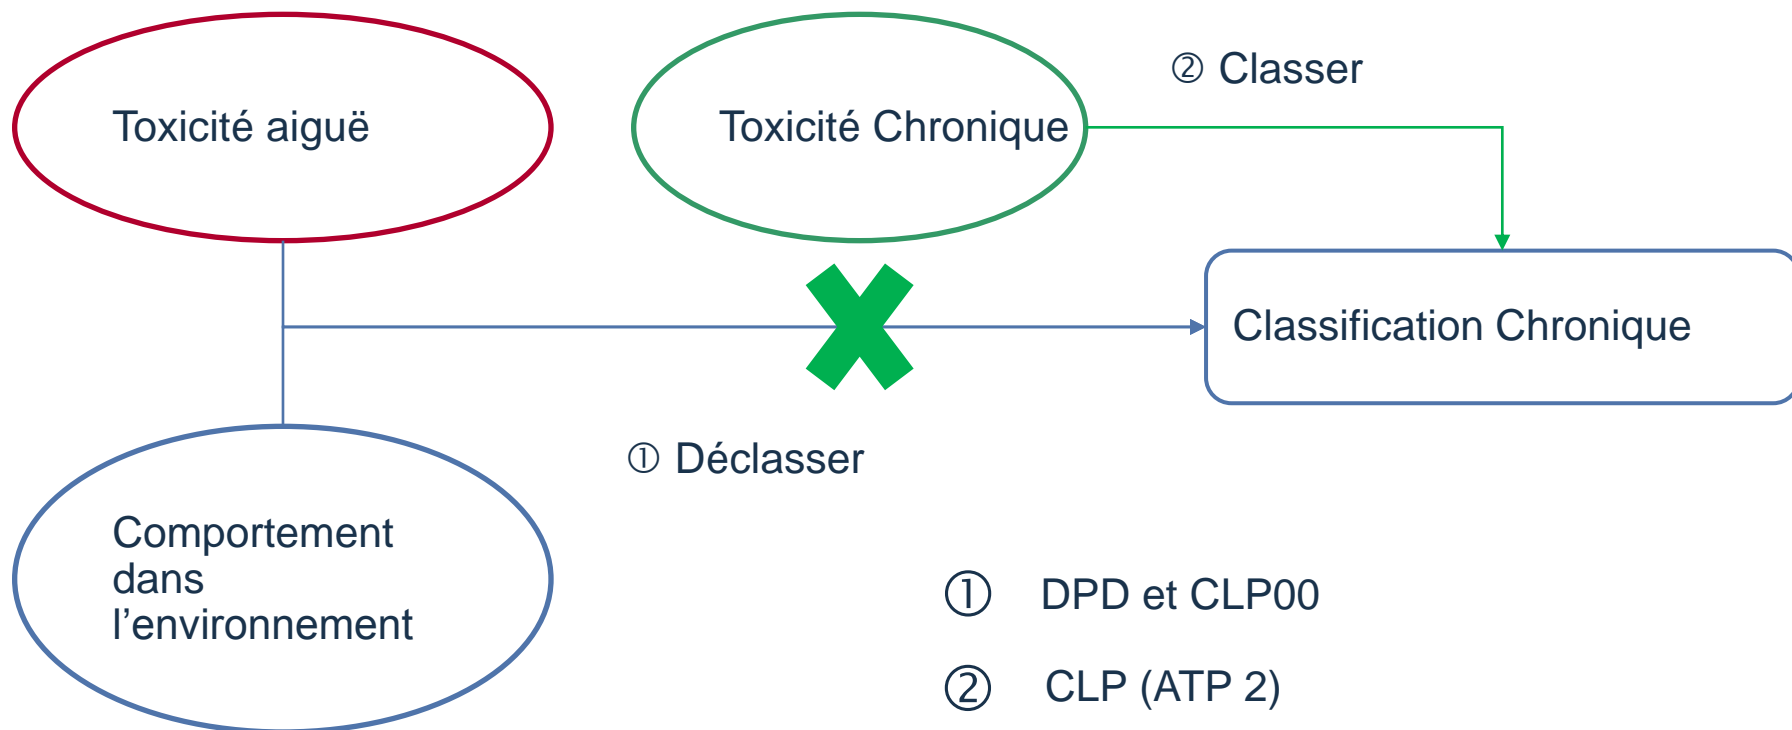 ② Classer
Toxicité aiguë
Toxicité Chronique
Classification Chronique
① Déclasser
Comportement
dans
l’environnement
① DPD et CLP00
② CLP (ATP 2)